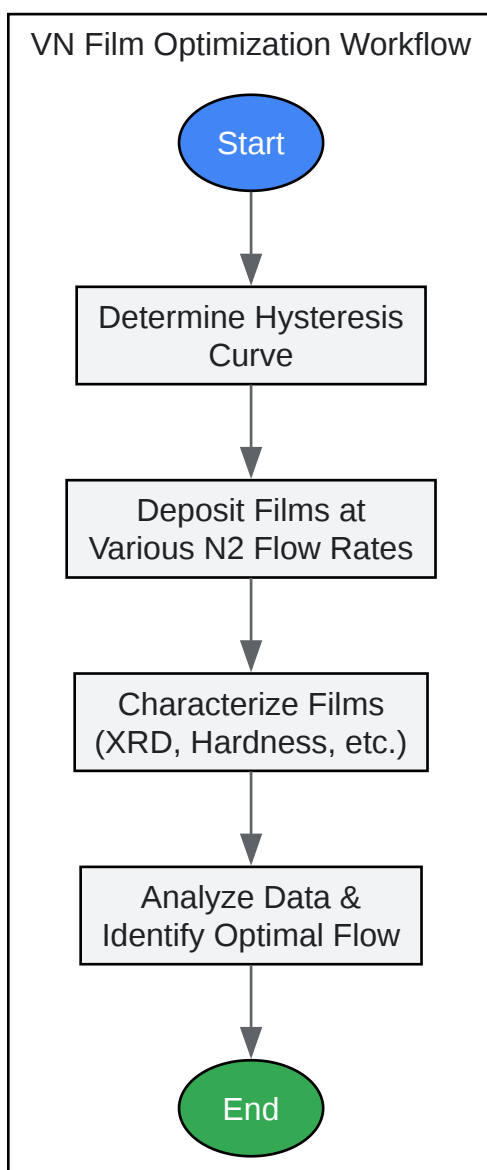 VN Film Optimization Workflow
Start
Determine Hysteresis
Curve
Deposit Films at
Various N2 Flow Rates
Characterize Films
(XRD, Hardness, etc.)
Analyze Data &
Identify Optimal Flow
End